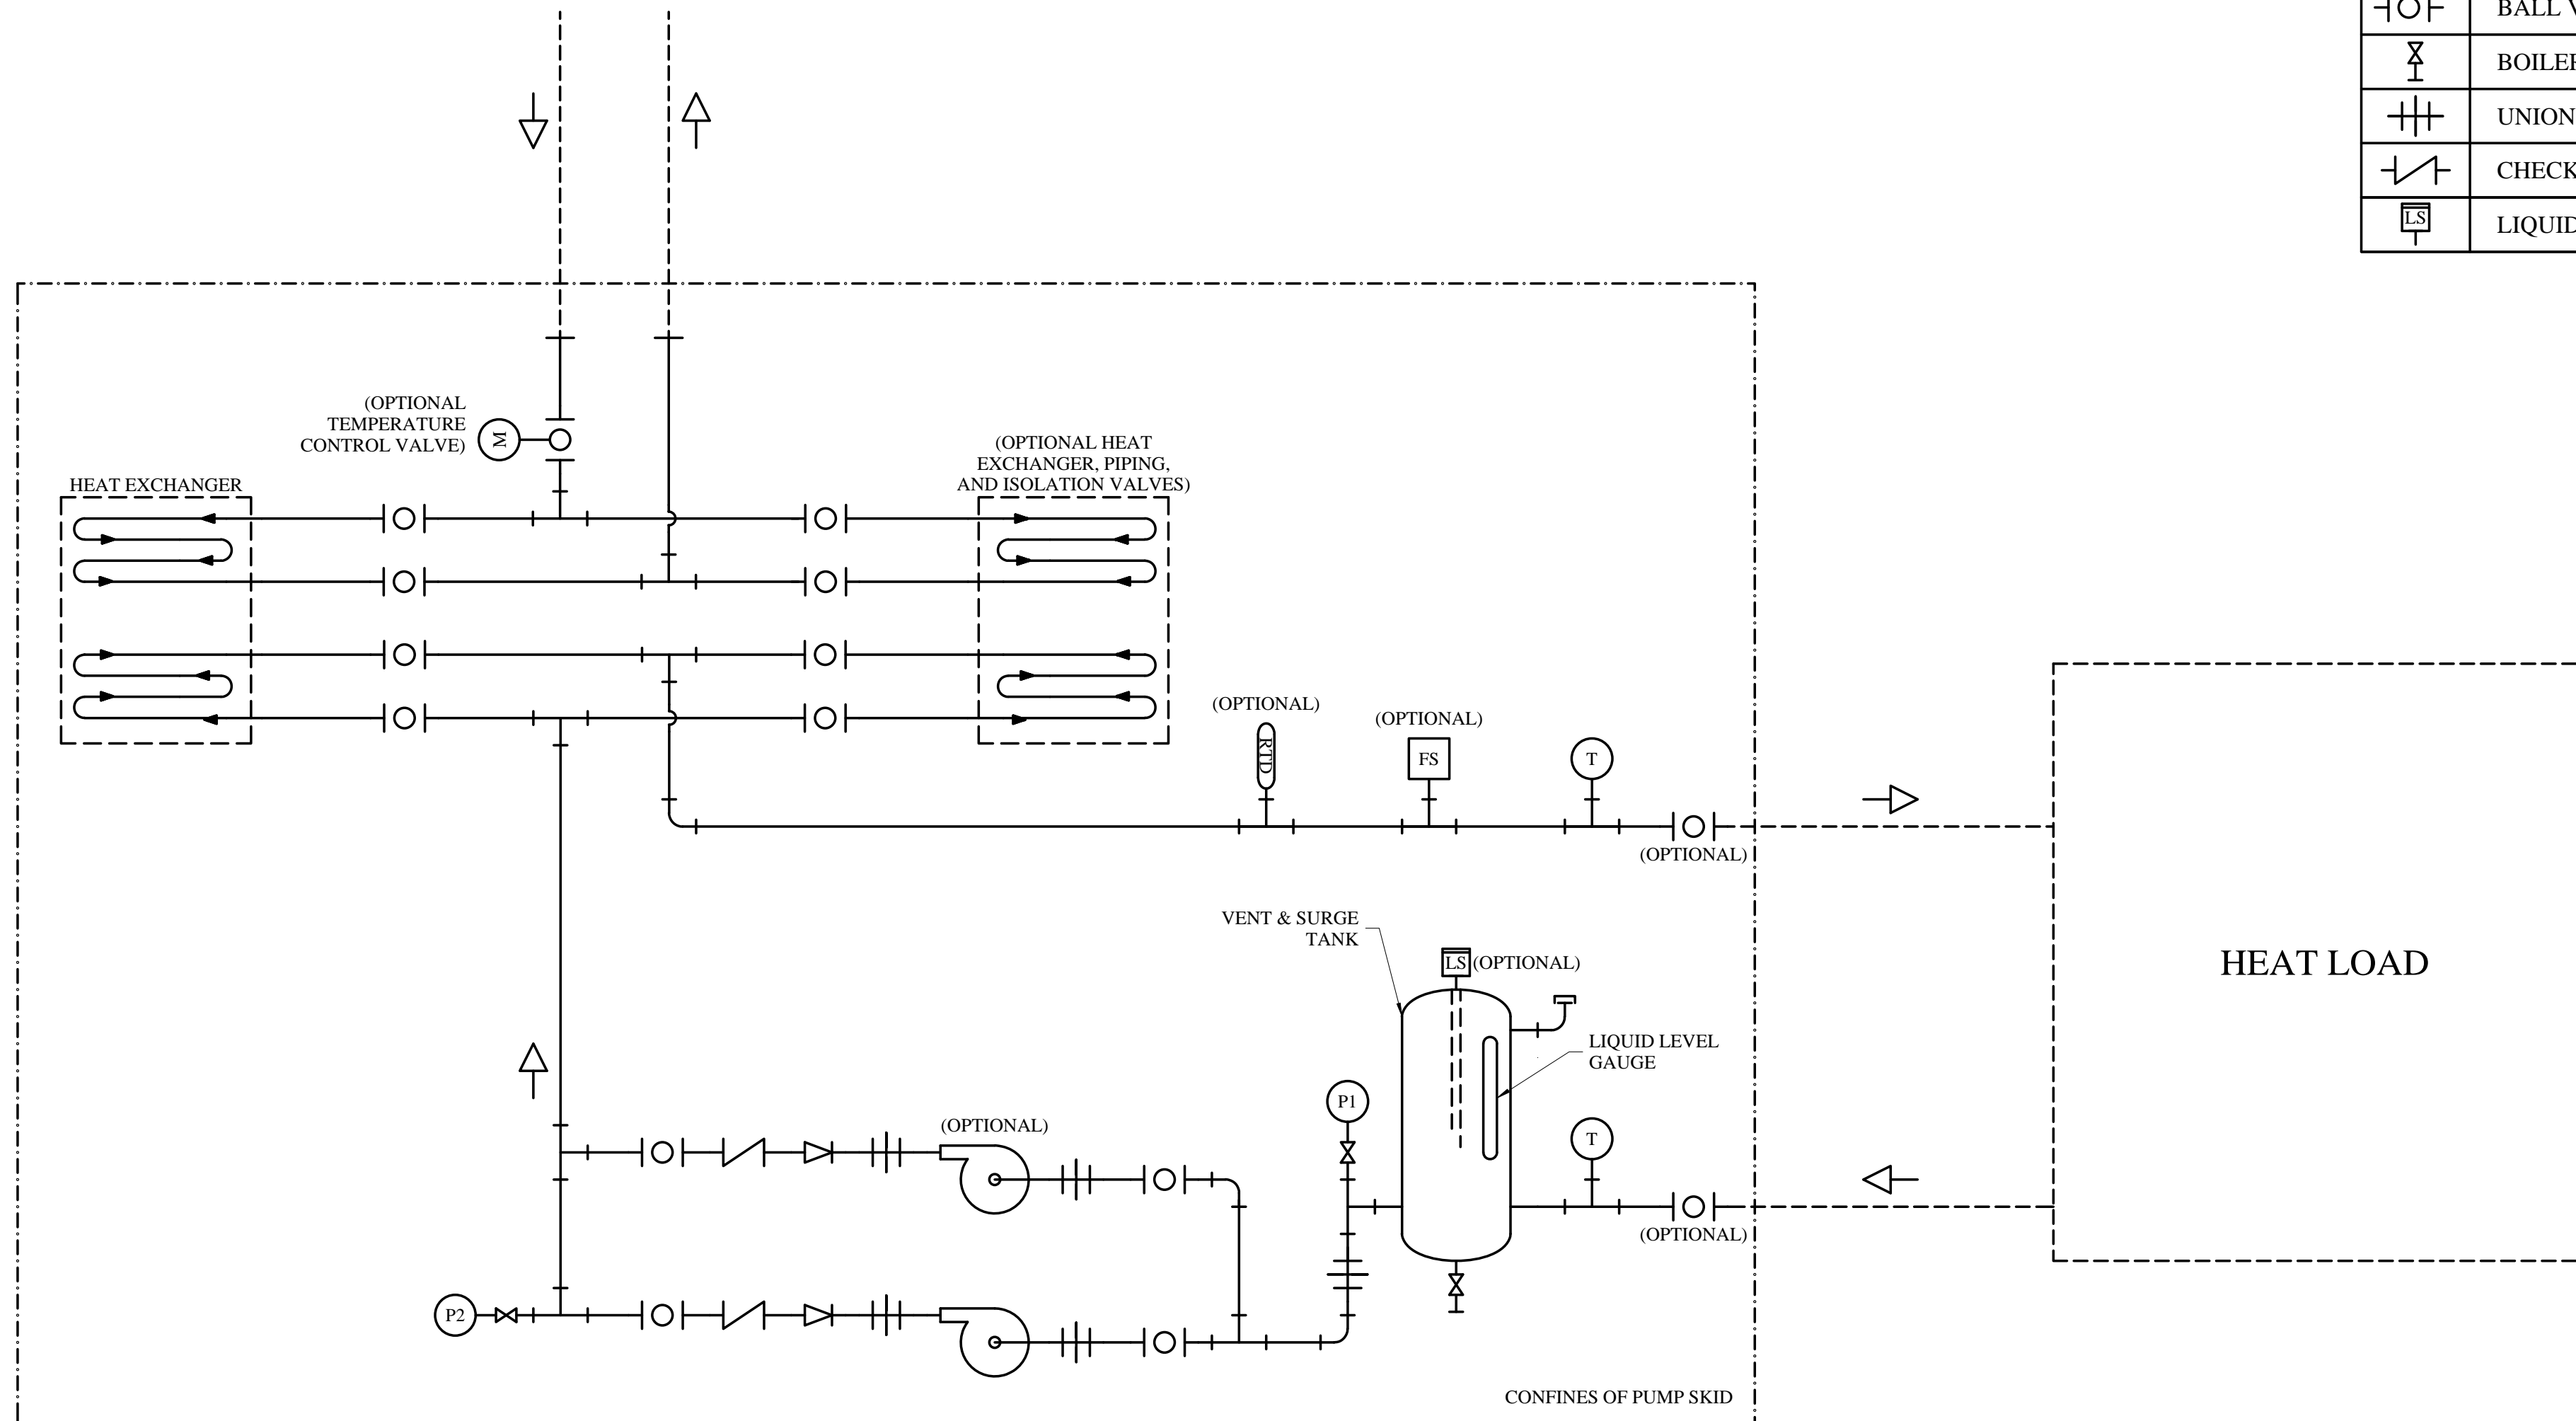 BALL
BOILER
UNION
CHECK
LS
LIQUID
(OPTIONAL
TEMPERATURE
CONTROL VALVE)
M
(OPTIONAL HEAT
EXCHANGER, PIPING,
AND ISOLATION VALVES)
HEAT EXCHANGER
(OPTIONAL)
RTD
(OPTIONAL)
FS
T
(OPTIONAL)
VENT & SURGE
TANK
LS
(OPTIONAL)
HEAT LOAD
LIQUID LEVEL
GAUGE
P1
(OPTIONAL)
T
(OPTIONAL)
P2
CONFINES OF PUMP SKID